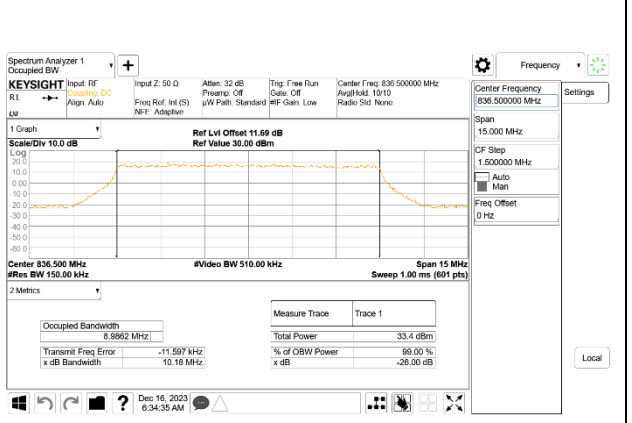 Spectrum Analyzer 1
Occupied BW
+
Frequency
KEYSIGHT
Input: RF
Coupling: DC
Align: Auto
Input Z: 50 Ω
Freq Ref: Int (S)
NFE: Adaptive
Atten: 32 dB
Preamp: Off
µW Path: Standard
Trig: Free Run
Gate: Off
#IF Gain: Low
Center Freq: 836.500000 MHz
Avg|Hold: 10/10
Radio Std: None
R L
Center Frequency
836.500000 MHz
Settings
Span
15.000 MHz
CF Step
1.500000 MHz
Auto
Man
Freq Offset
0 Hz
1 Graph
Scale/Div 10.0 dB
Ref Lvl Offset 11.69 dB
Ref Value 30.00 dBm
Log
20.0
10.0
0.00
-10.0
-20.0
-30.0
-40.0
-50.0
-60.0
Center 836.500 MHz
#Res BW 150.00 kHz
#Video BW 510.00 kHz
Span 15 MHz
Sweep 1.00 ms (601 pts)
2 Metrics
Measure Trace
Trace 1
Occupied Bandwidth
8.9862 MHz
Total Power
33.4 dBm
Transmit Freq Error
-11.597 kHz
% of OBW Power
99.00 %
x dB Bandwidth
10.18 MHz
x dB
-26.00 dB
Local
?
Dec 16, 2023
6:34:35 AM